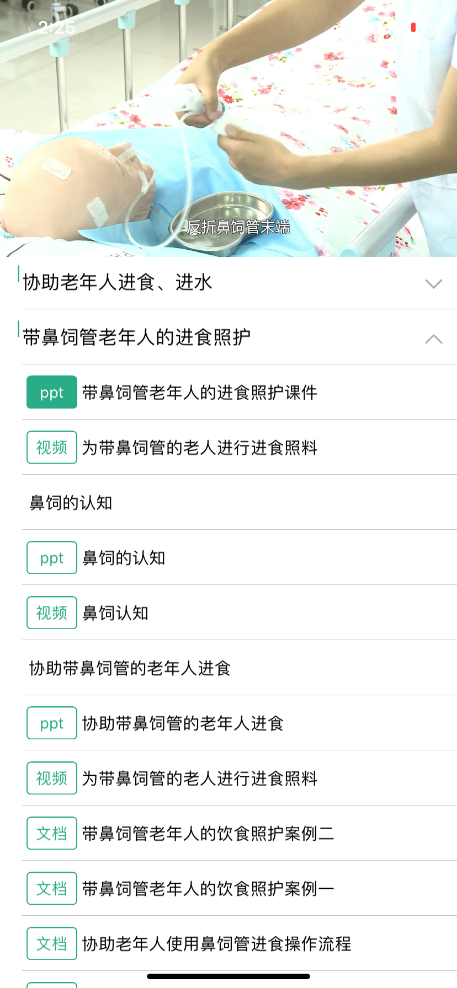 2:25
反折鼻饲管末端
协助老年人进食、进水
带鼻饲管老年人的进食照护
ppt 带鼻饲管老年人的进食照护课件
视频 为带鼻饲管的老人进行进食照料
鼻饲的认知
ppt 鼻饲的认知
视频 鼻饲认知
协助带鼻饲管的老年人进食
ppt 协助带鼻饲管的老年人进食
视频 为带鼻饲管的老人进行进食照料
文档 带鼻饲管老年人的饮食照护案例二
文档 带鼻饲管老年人的饮食照护案例一
文档 协助老年人使用鼻饲管进食操作流程